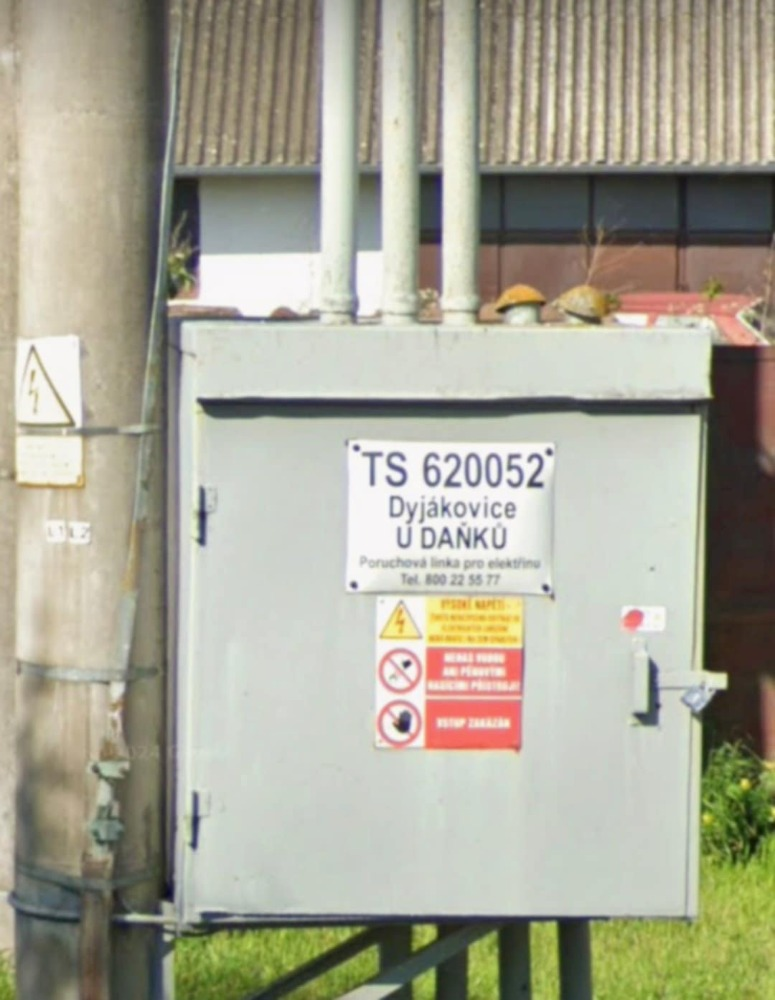 TS 620052
Dyjákovice
U DAŇKŮ
Poruchová linka pro elektřinu
Tel. 800 22 55 77
VYSOKÉ NAPĚTÍ -
NEHAS VODOU
ANI PĚNOVÝMI
HASICÍMI PŘÍSTROJI!
VSTUP ZAKÁZÁN